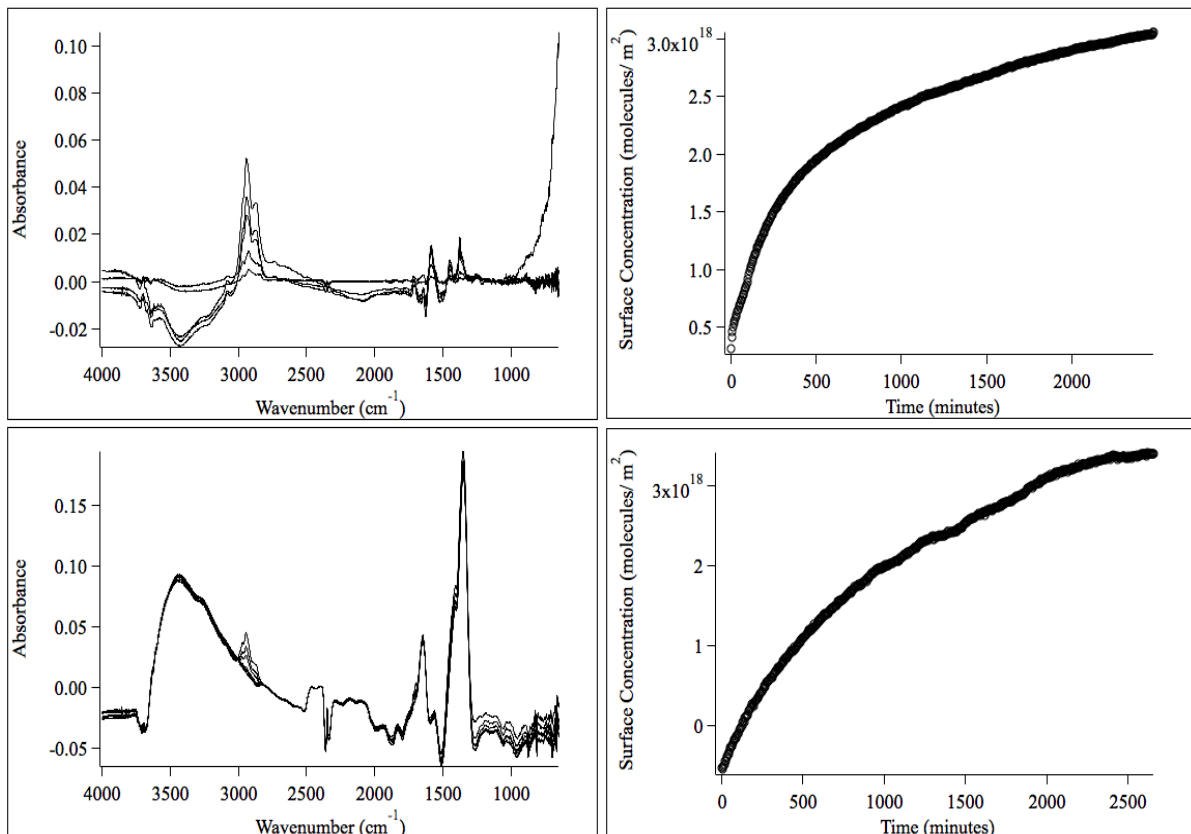 0.10
0.08
0.06
0.04
0.02
0.00
-0.02
Absorbance
4000 3500 3000 2500 2000 1500 1000
Wavenumber (cm⁻¹)
3.0x10¹⁸
2.5
2.0
1.5
1.0
0.5
Surface Concentration (molecules/ m²)
0 500 1000 1500 2000
Time (minutes)
0.15
0.10
0.05
0.00
-0.05
Absorbance
4000 3500 3000 2500 2000 1500 1000
Wavenumber (cm⁻¹)
3x10¹⁸
2
1
0
Surface Concentration (molecules/ m²)
0 500 1000 1500 2000 2500
Time (minutes)